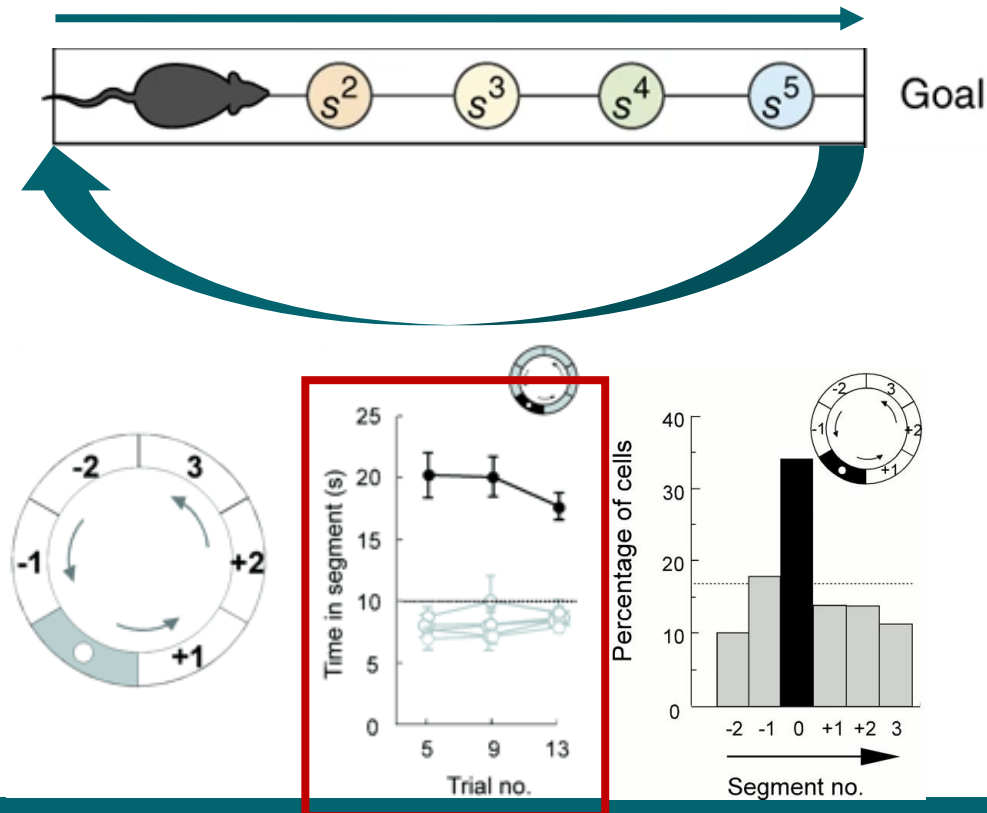 s2
s3
s4
s5
Goal
-2
3
-1
+2
+1
25
20
15
10
5
0
Time in segment (s)
5 9 13
Trial no.
40
30
20
10
0
Percentage of cells
-2
3
-1
+2
+1
-2 -1 0 +1 +2 3
Segment no.